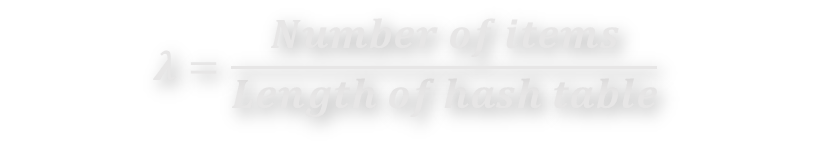 λ = Number of items
Length of hash table